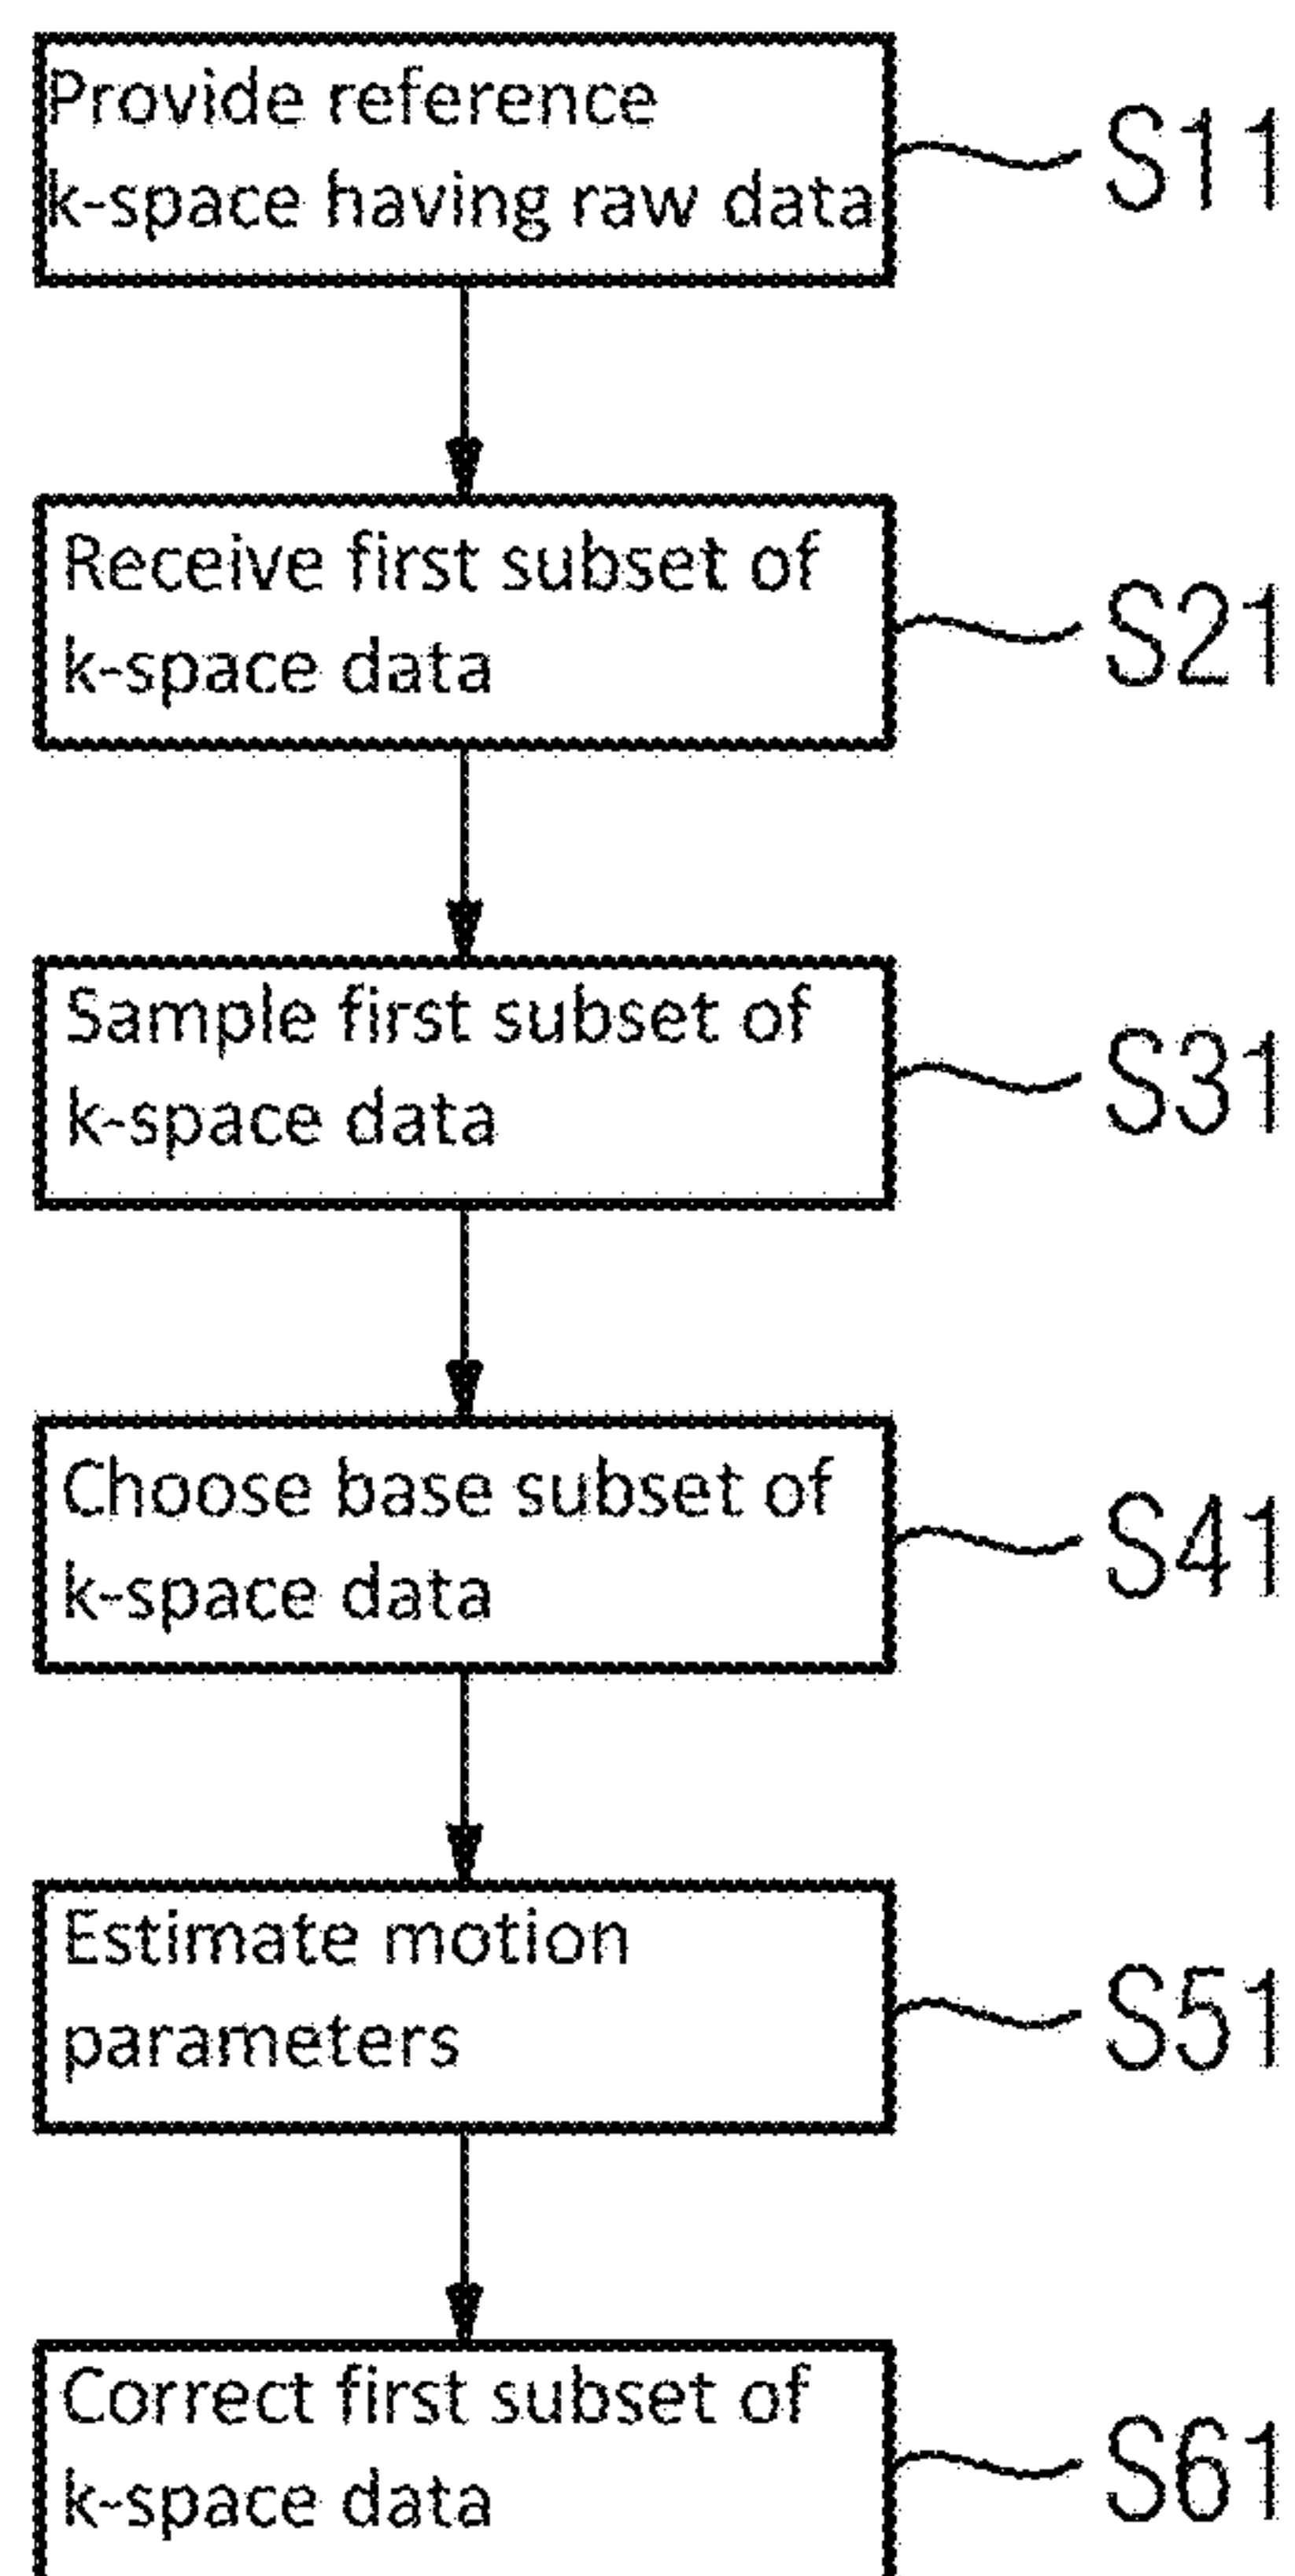 Provide reference
k-space having raw data
S11
Receive first subset of
k-space data
S21
Sample first subset of
k-space data
S31
Choose base subset of
k-space data
S41
Estimate motion
parameters
S51
Correct first subset of
k-space data
S61